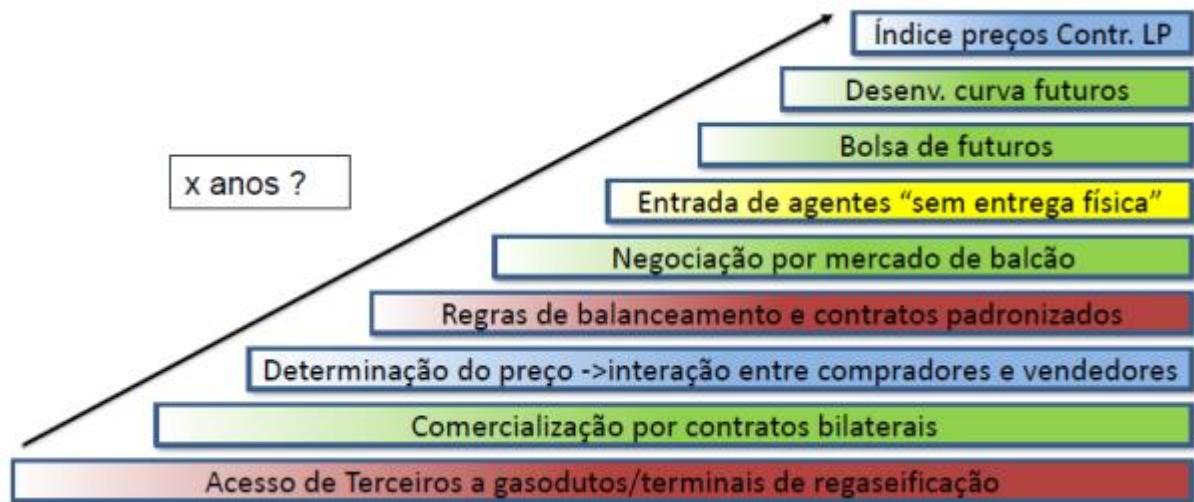 Índice preços Contr. LP
Desenv. curva futuros
Bolsa de futuros
x anos ?
Entrada de agentes “sem entrega física”
Negociação por mercado de balcão
Regras de balanceamento e contratos padronizados
Determinação do preço ->interação entre compradores e vendedores
Comercialização por contratos bilaterais
Acesso de Terceiros a gasodutos/terminais de regaseificação